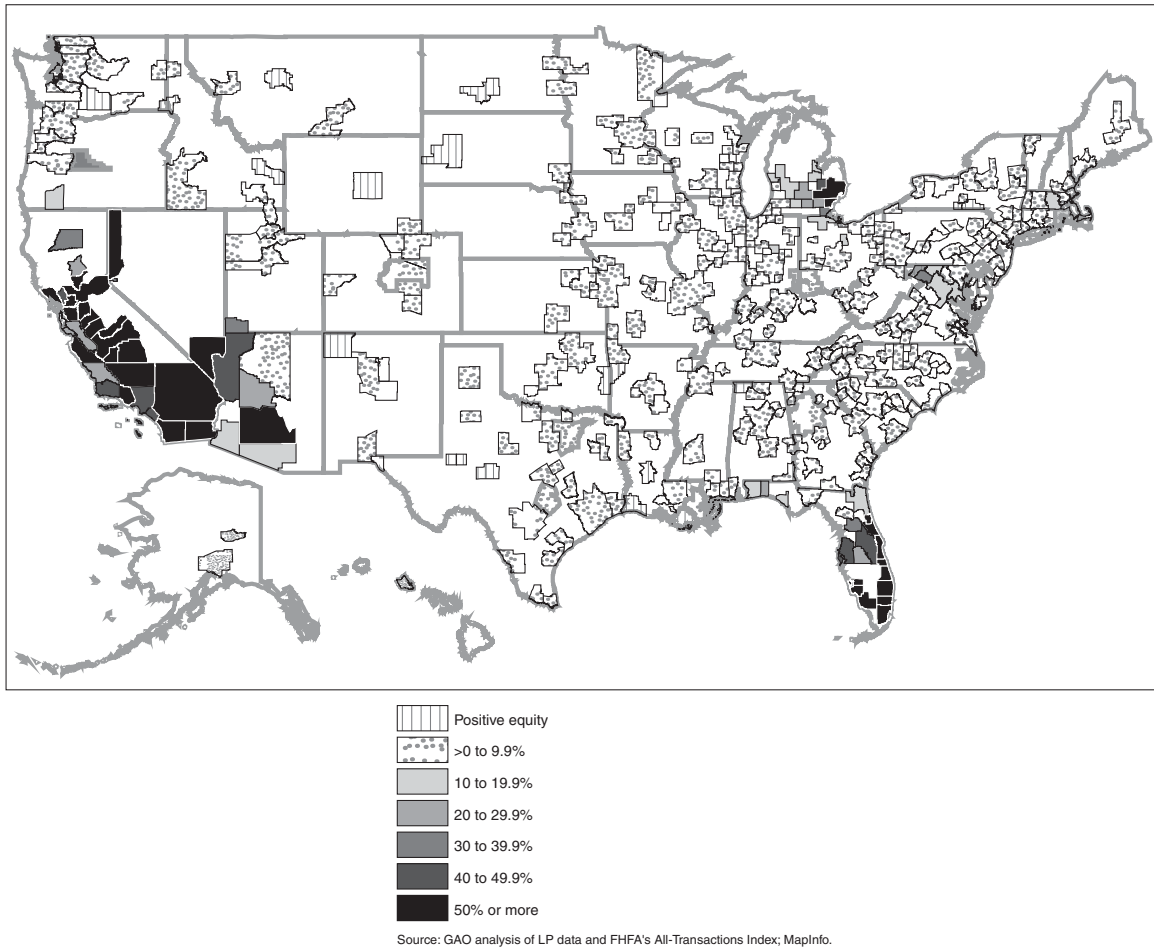 Positive equity
>0 to 9.9%
10 to 19.9%
20 to 29.9%
30 to 39.9%
40 to 49.9%
50% or more
Source: GAO analysis of LP data and FHFA's All-Transactions Index; MapInfo.